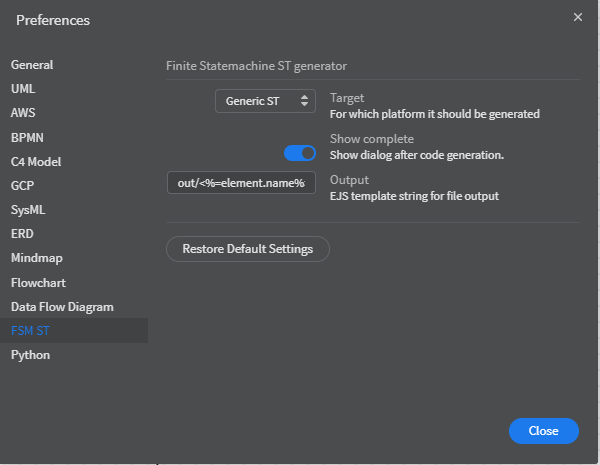 Preferences
General
UML
AWS
BPMN
C4 Model
GCP
SysML
ERD
Mindmap
Flowchart
Data Flow Diagram
FSM ST
Python
Finite Statemachine ST generator
Generic ST
Target
For which platform it should be generated
Show complete
Show dialog after code generation.
out/<%=element.name%
Output
EJS template string for file output
Restore Default Settings
Close